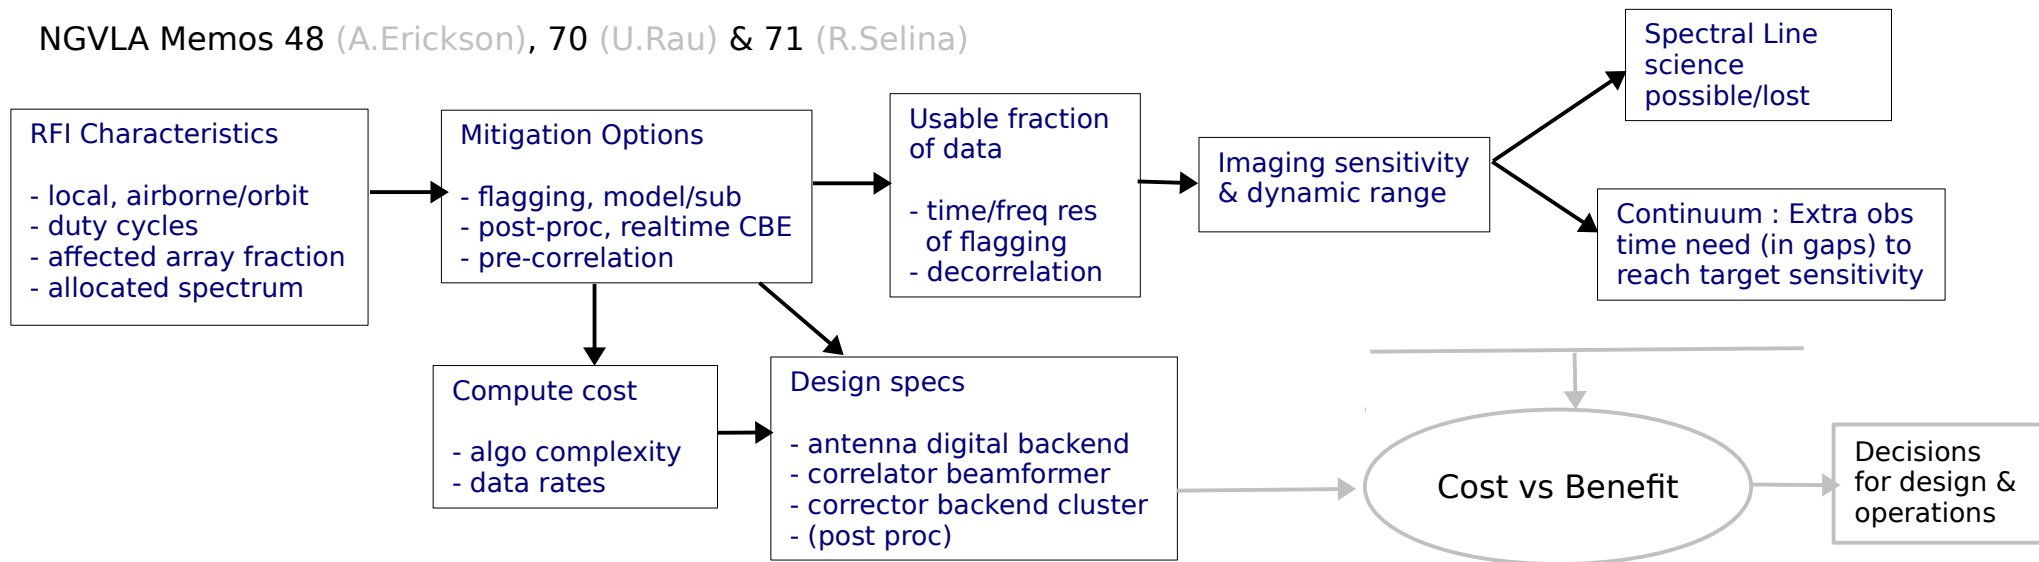 NGVLA Memos 48 (A.Erickson), 70 (U.Rau) & 71 (R.Selina)
RFI Characteristics
- local, airborne/orbit
- duty cycles
- affected array fraction
- allocated spectrum
Mitigation Options
- flagging, model/sub
- post-proc, realtime CBE
- pre-correlation
Usable fraction
of data
- time/freq res
of flagging
- decorrelation
Imaging sensitivity
& dynamic range
Spectral Line
science
possible/lost
Continuum : Extra obs
time need (in gaps) to
reach target sensitivity
Compute cost
- algo complexity
- data rates
Design specs
- antenna digital backend
- correlator beamformer
- corrector backend cluster
- (post proc)
Cost vs Benefit
Decisions
for design &
operations